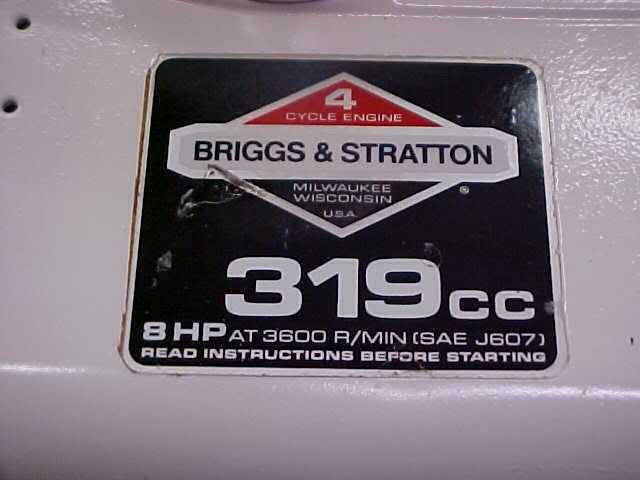 4
CYCLE ENGINE
BRIGGS & STRATTON
MILWAUKEE
WISCONSIN
U.S.A.
®
319cc
8 HP AT 3600 R/MIN (SAE J607)
READ INSTRUCTIONS BEFORE STARTING